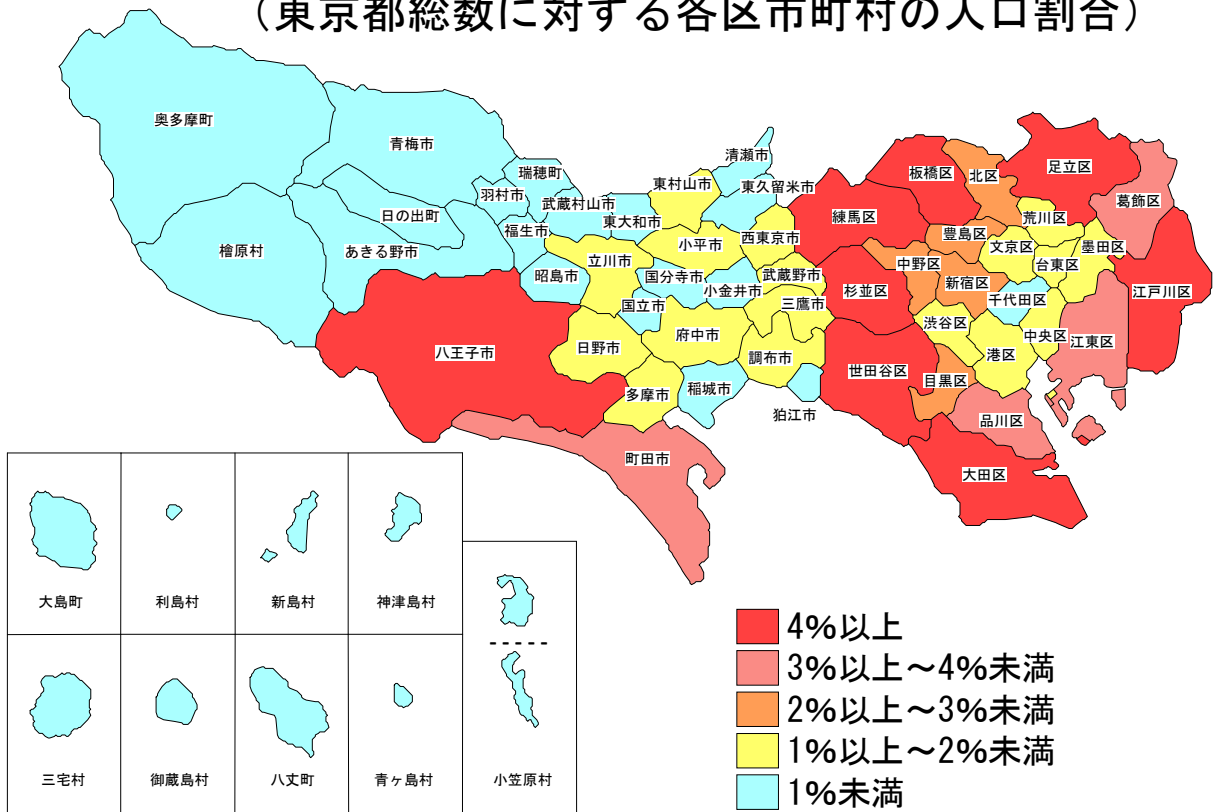 （東京都総数に対する各区市町村の人口割合）
奥多摩町
青梅市
瑞穂町
羽村市
武蔵村山市
日の出町
福生市
東大和市
檜原村
あきる野市
昭島市
立川市
東村山市
清瀬市
東久留米市
小平市
西東京市
国分寺市
小金井市
武蔵野市
国立市
三鷹市
八王子市
日野市
府中市
調布市
多摩市
稲城市
狛江市
町田市
板橋区
北区
足立区
葛飾区
練馬区
荒川区
豊島区
文京区
墨田区
台東区
中野区
新宿区
千代田区
杉並区
江戸川区
渋谷区
中央区
江東区
港区
世田谷区
目黒区
品川区
大田区
大島町
利島村
新島村
神津島村
三宅村
御蔵島村
八丈町
青ヶ島村
小笠原村
4%以上
3%以上～4%未満
2%以上～3%未満
1%以上～2%未満
1%未満